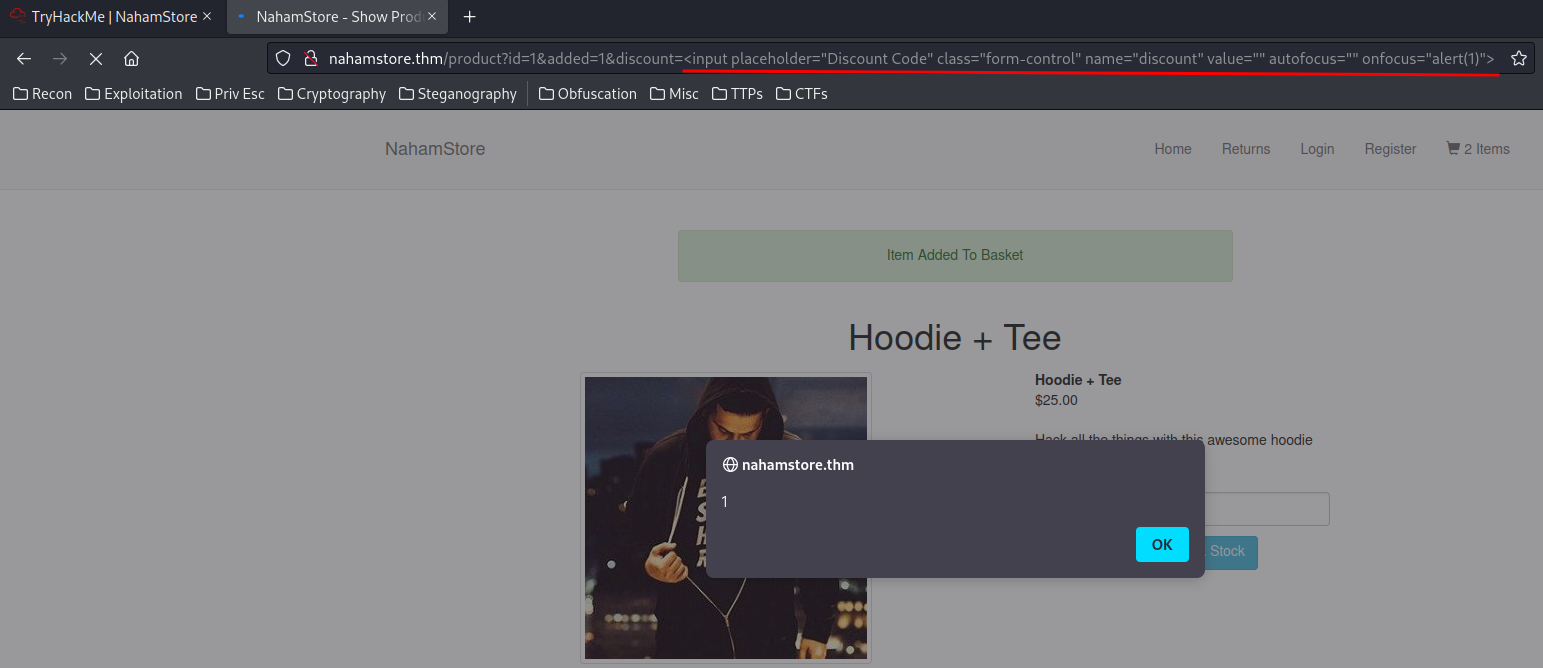 TryHackMe | NahamStore
NahamStore - Show Prod
nahamstore.thm/product?id=1&added=1&discount=<input placeholder="Discount Code" class="form-control" name="discount" value="" autofocus="" onfocus="alert(1)">
Recon Exploitation Priv Esc Cryptography Steganography Obfuscation Misc TTPs CTFs
NahamStore Home Returns Login Register 2 Items
Item Added To Basket
Hoodie + Tee
Hoodie + Tee
$25.00
Hack all the things with this awesome hoodie
nahamstore.thm
1
OK
Stock